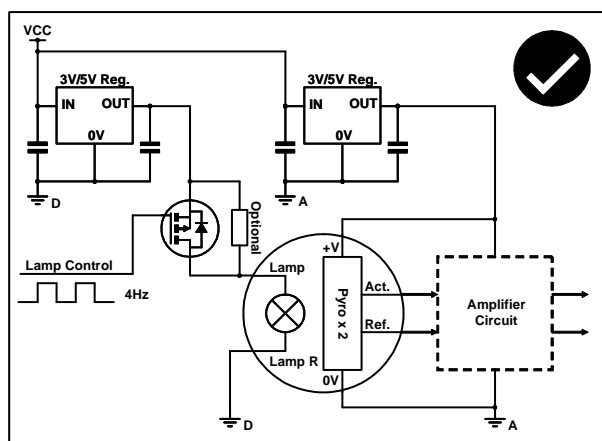 VCC
3V/5V Reg.
IN
OUT
0V
3V/5V Reg.
IN
OUT
0V
D
A
Optional
Lamp Control
4Hz
Lamp
Lamp R
+V
Pyro x 2
0V
Act.
Ref.
Amplifier
Circuit
D
A